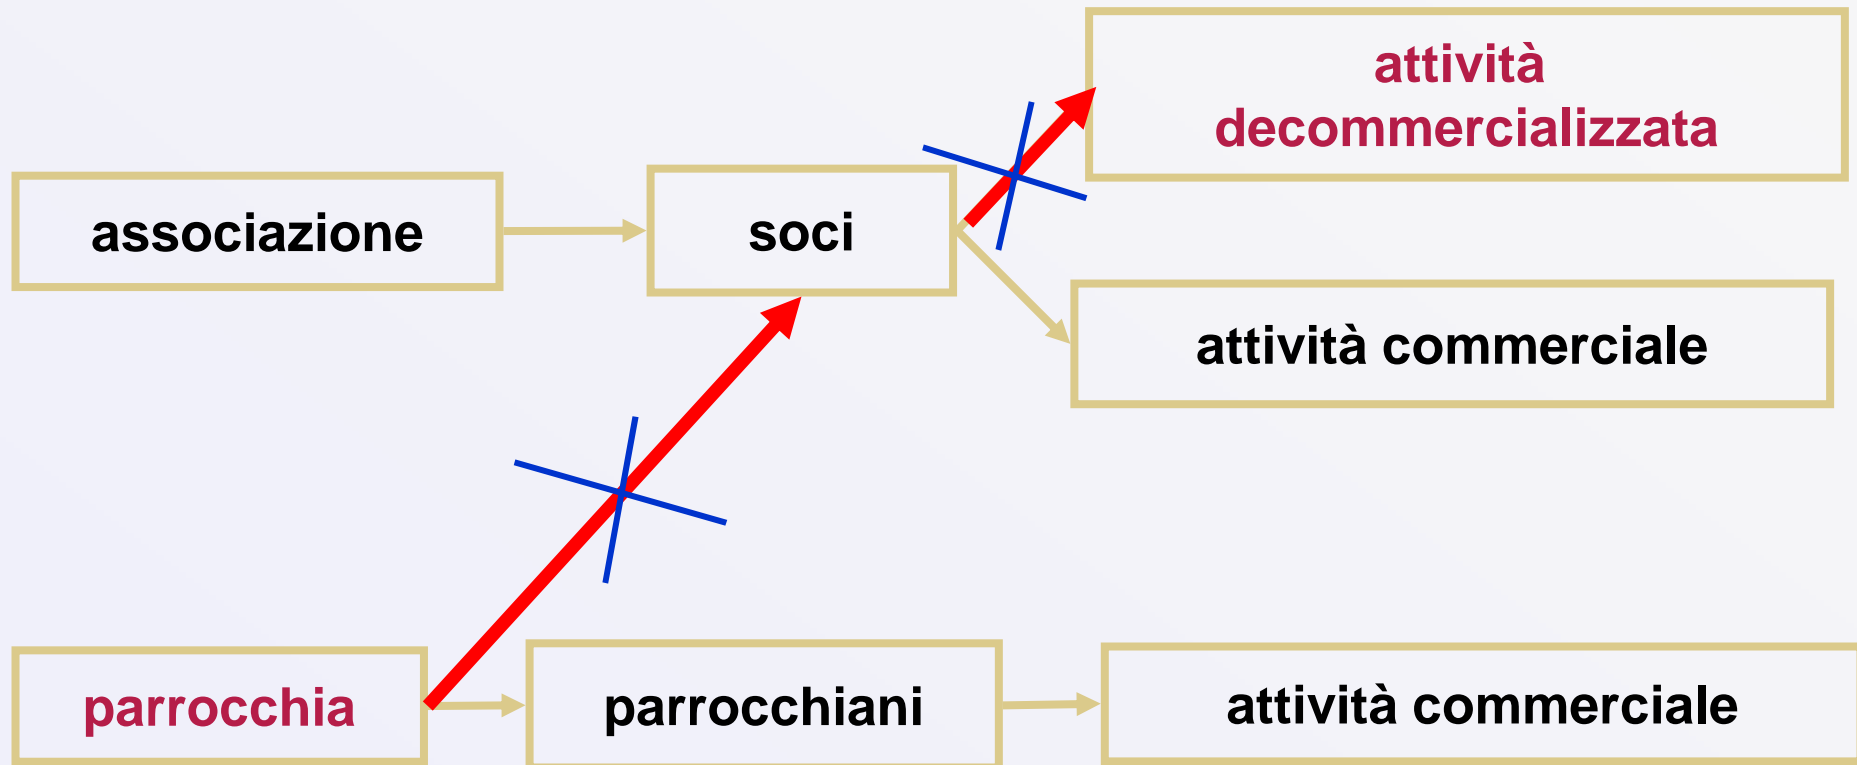 attività
decommercializzata
associazione
soci
attività commerciale
parrocchia
parrocchiani
attività commerciale